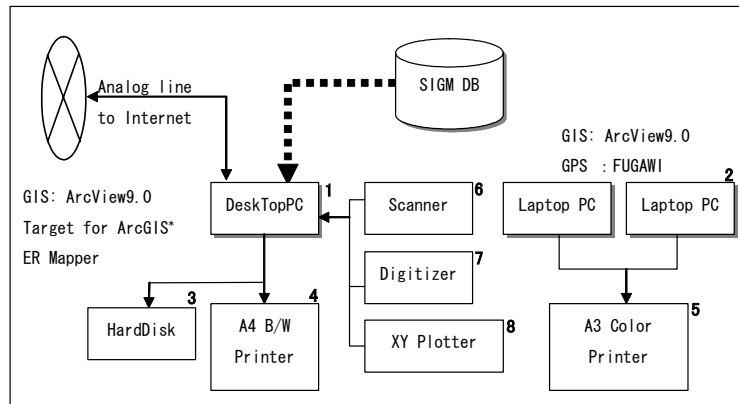 Analog line
to Internet
SIGM DB
GIS: ArcView9.0
GPS : FUGAWI
1
6
2
DeskTopPC
Scanner
Laptop PC
Laptop PC
GIS: ArcView9.0
Target for ArcGIS*
ER Mapper
7
Digitizer
3
HardDisk
4
A4 B/W
Printer
8
XY Plotter
5
A3 Color
Printer